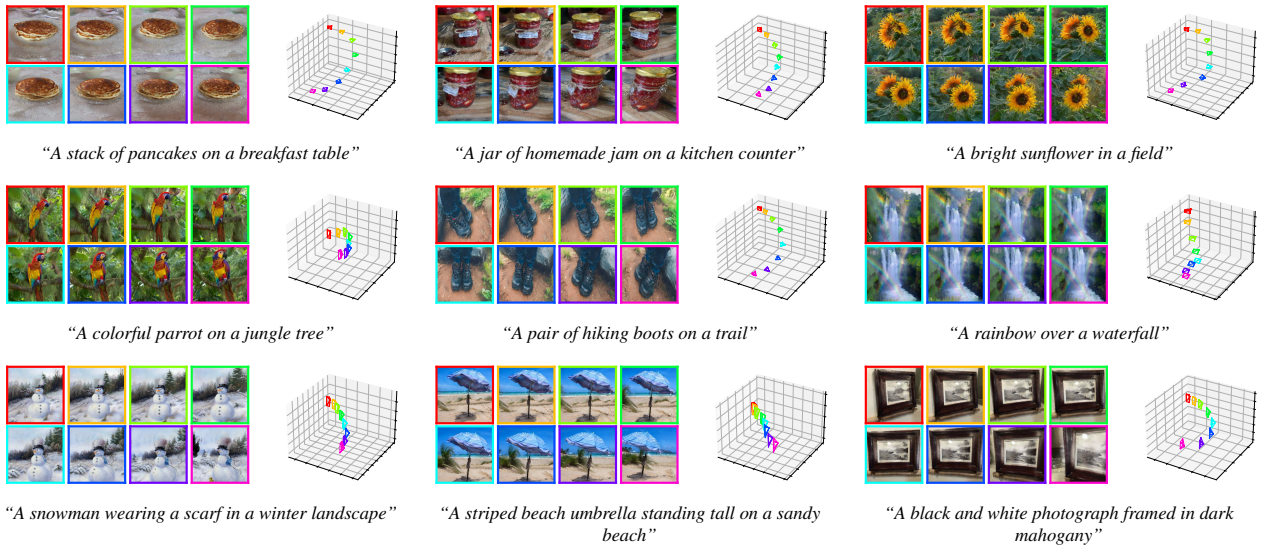 “A stack of pancakes on a breakfast table”
“A jar of homemade jam on a kitchen counter”
“A bright sunflower in a field”
“A colorful parrot on a jungle tree”
“A pair of hiking boots on a trail”
“A rainbow over a waterfall”
“A snowman wearing a scarf in a winter landscape”
“A striped beach umbrella standing tall on a sandy
beach”
“A black and white photograph framed in dark
mahogany”